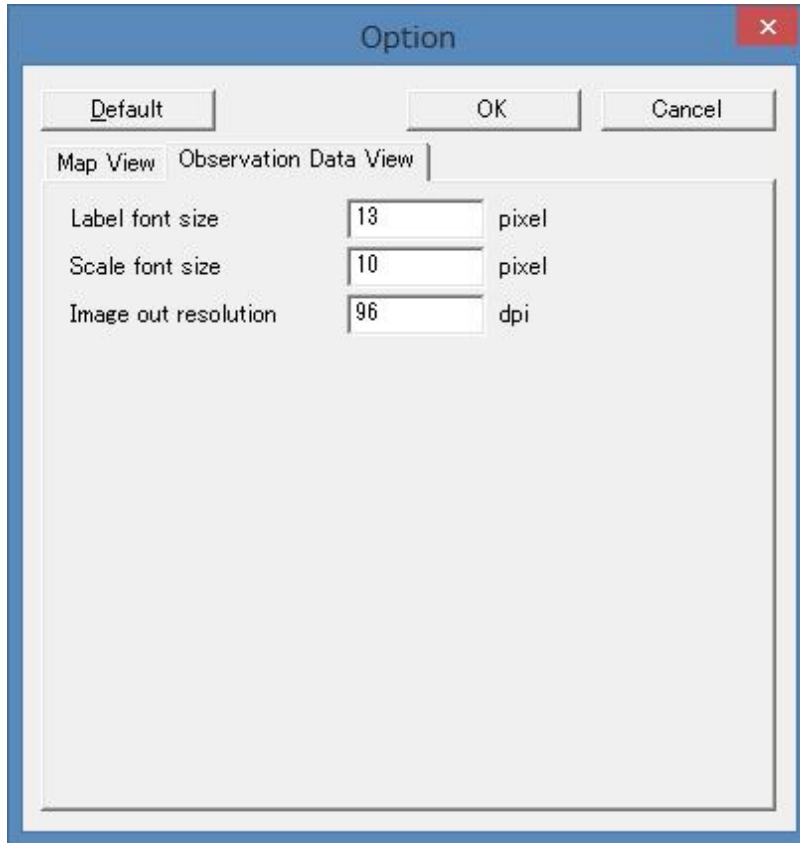 Option
Default OK Cancel
Map View Observation Data View
Label font size 13 pixel
Scale font size 10 pixel
Image out resolution 96 dpi